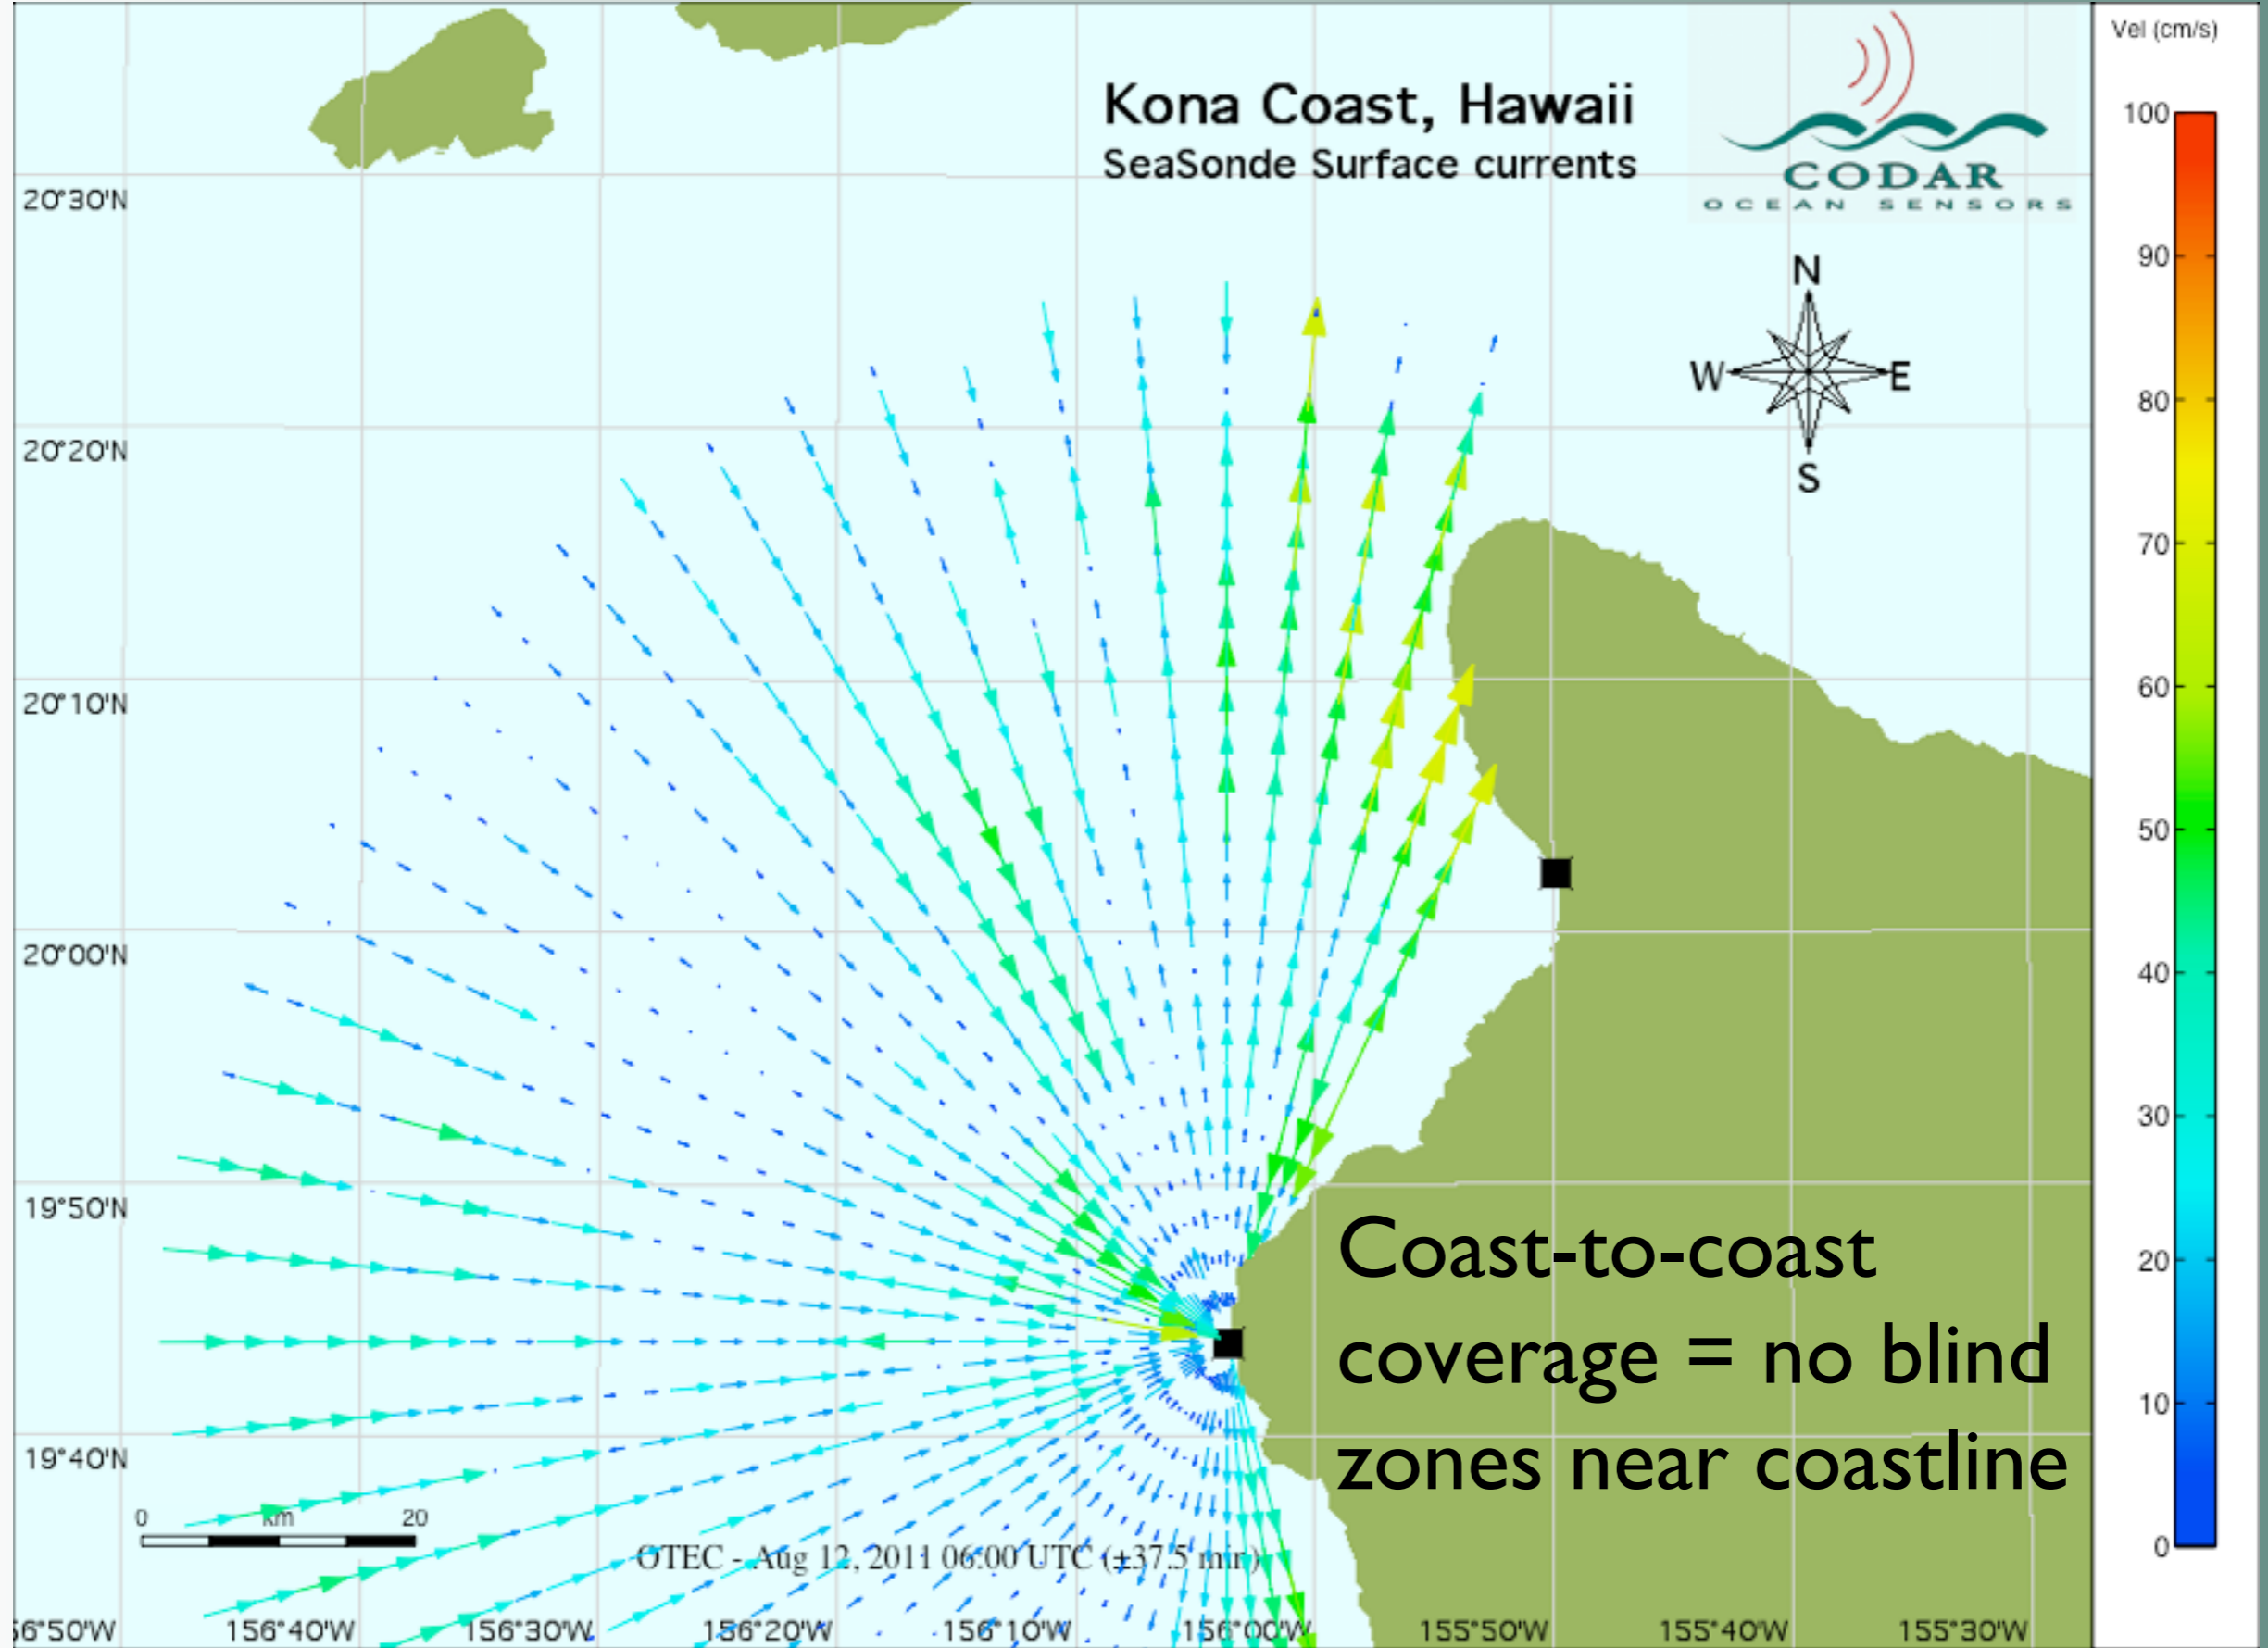 Vel (cm/s)
Kona Coast, Hawaii
SeaSonde Surface currents
CODAR
OCEAN SENSORS
N
W
E
S
100
90
80
70
60
50
40
30
20
10
0
20°30'N
20°20'N
20°10'N
20°00'N
19°50'N
19°40'N
Coast-to-coast
coverage = no blind
zones near coastline
0 km 20
OTEC - Aug 12, 2011 06:00 UTC (±37.5 min)
56°50'W 156°40'W 156°30'W 156°20'W 156°10'W 156°00'W 155°50'W 155°40'W 155°30'W